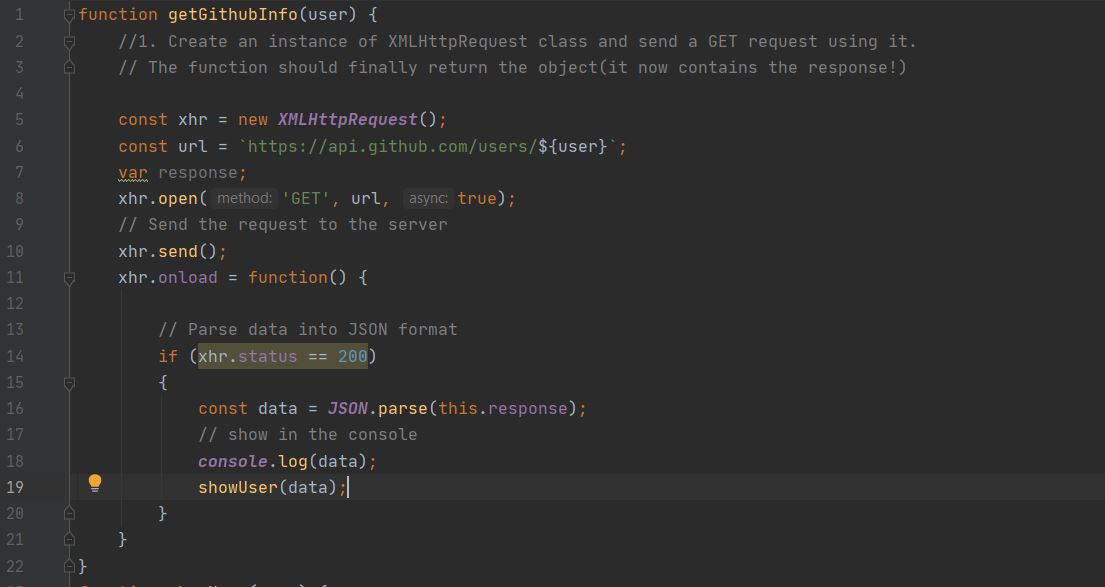 1 function getGithubInfo(user) {
2 //1. Create an instance of XMLHttpRequest class and send a GET request using it.
3 // The function should finally return the object(it now contains the response!)
4
5 const xhr = new XMLHttpRequest();
6 const url = `https://api.github.com/users/${user}`;
7 var response;
8 xhr.open( method: 'GET', url, async: true);
9 // Send the request to the server
10 xhr.send();
11 xhr.onload = function() {
12
13 // Parse data into JSON format
14 if (xhr.status == 200)
15 {
16 const data = JSON.parse(this.response);
17 // show in the console
18 console.log(data);
19 showUser(data);
20 }
21 }
22 }